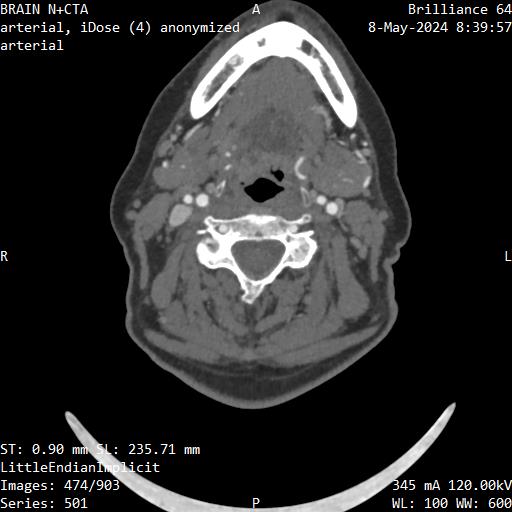 BRAIN N+CTA
arterial, iDose (4) anonymized
arterial
A
Brilliance 64
8-May-2024 8:39:57
R
L
ST: 0.90 mm SL: 235.71 mm
LittleEndianImplicit
Images: 474/903
Series: 501
P
345 mA 120.00kV
WL: 100 WW: 600